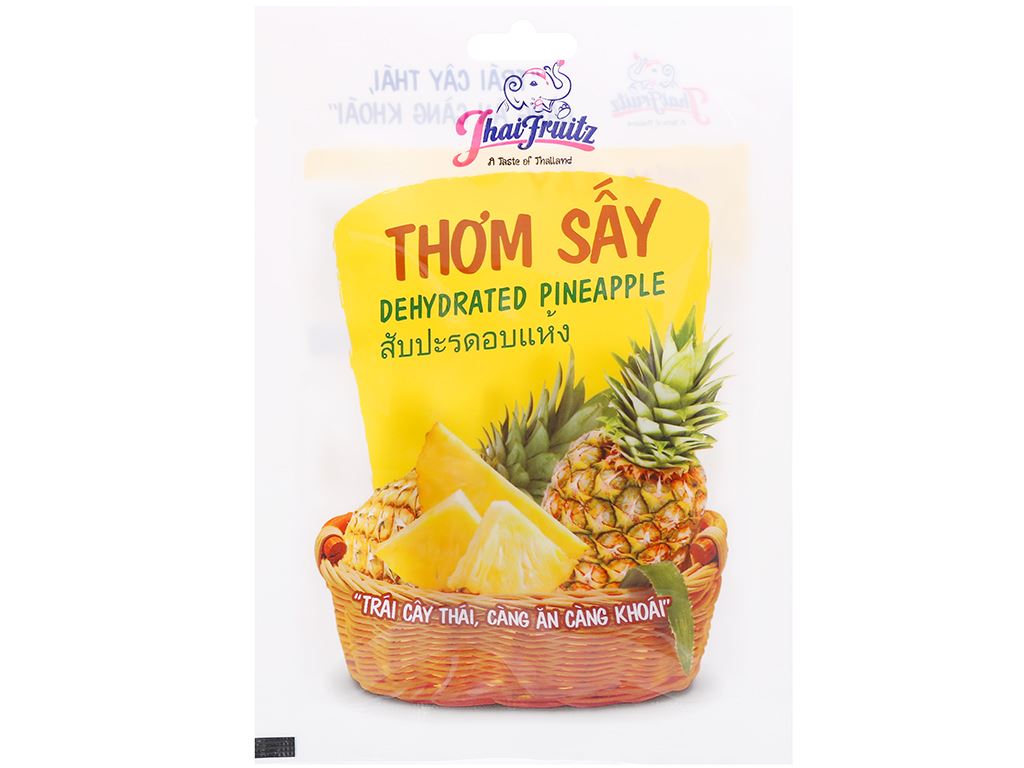 ThaiFruitz
A Taste of Thailand
THƠM SẤY
DEHYDRATED PINEAPPLE
สับปะรดอบแห้ง
"TRÁI CÂY THÁI, CÀNG ĂN CÀNG KHOÁI"